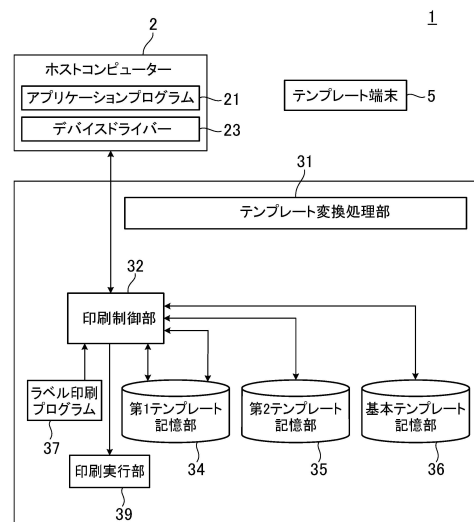 1
2
ホストコンピューター
アプリケーションプログラム
21
デバイスドライバー
23
テンプレート端末
5
31
テンプレート変換処理部
32
印刷制御部
ラベル印刷
プログラム
37
第1テンプレート
記憶部
34
第2テンプレート
記憶部
35
基本テンプレート
記憶部
36
印刷実行部
39